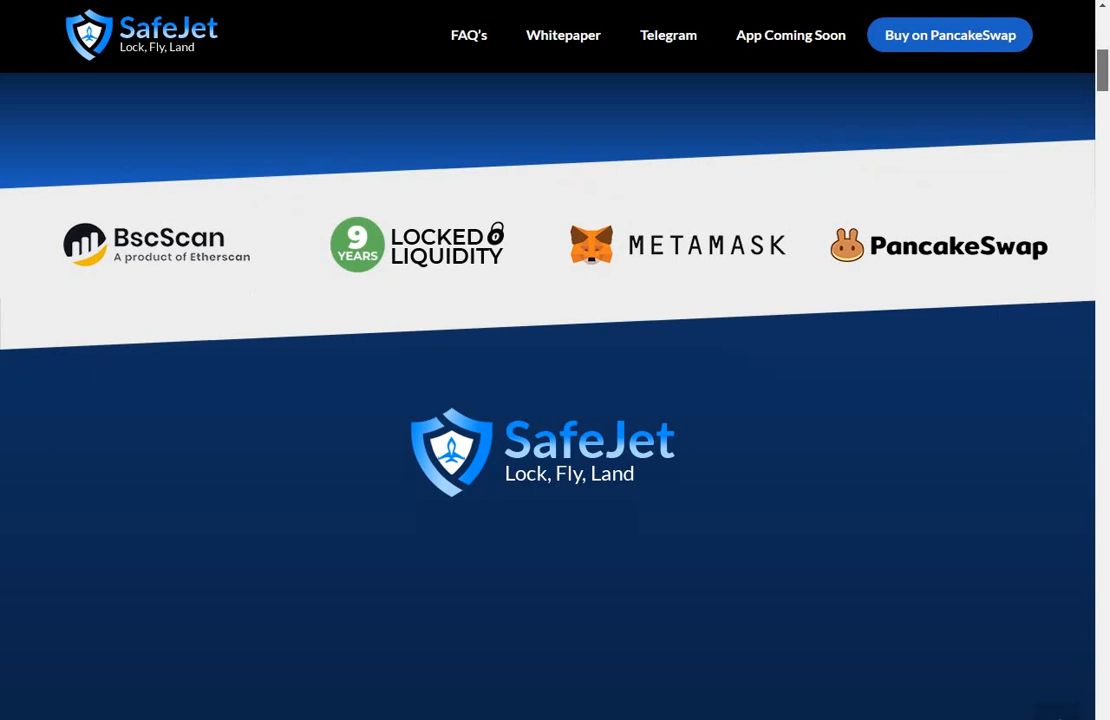 SafeJet
Lock, Fly, Land
FAQ's
Whitepaper
Telegram
App Coming Soon
Buy on PancakeSwap
BscScan
A product of Etherscan
9
YEARS
LOCKED
LIQUIDITY
METAMASK
PancakeSwap
SafeJet
Lock, Fly, Land